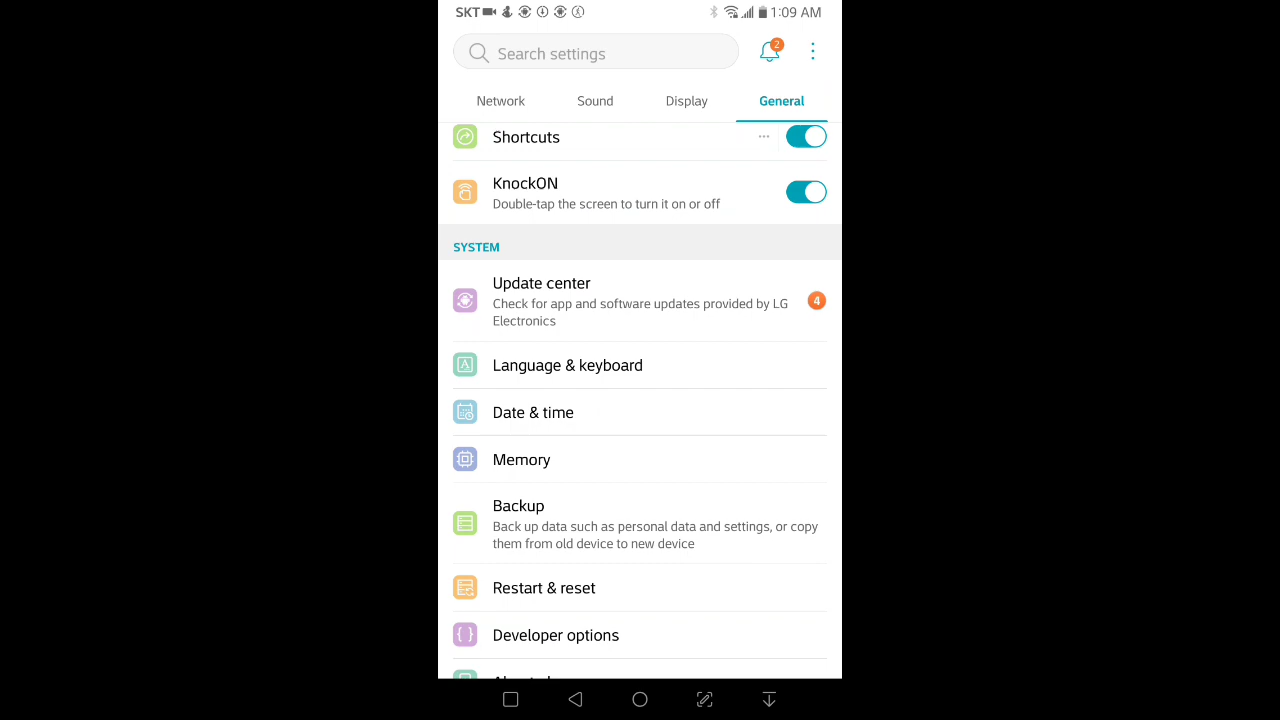 SKT 1:09 AM
Search settings 2
Network Sound Display General
Shortcuts
KnockON
Double-tap the screen to turn it on or off
SYSTEM
Update center
Check for app and software updates provided by LG 4
Electronics
Language & keyboard
Date & time
Memory
Backup
Back up data such as personal data and settings, or copy
them from old device to new device
Restart & reset
Developer options